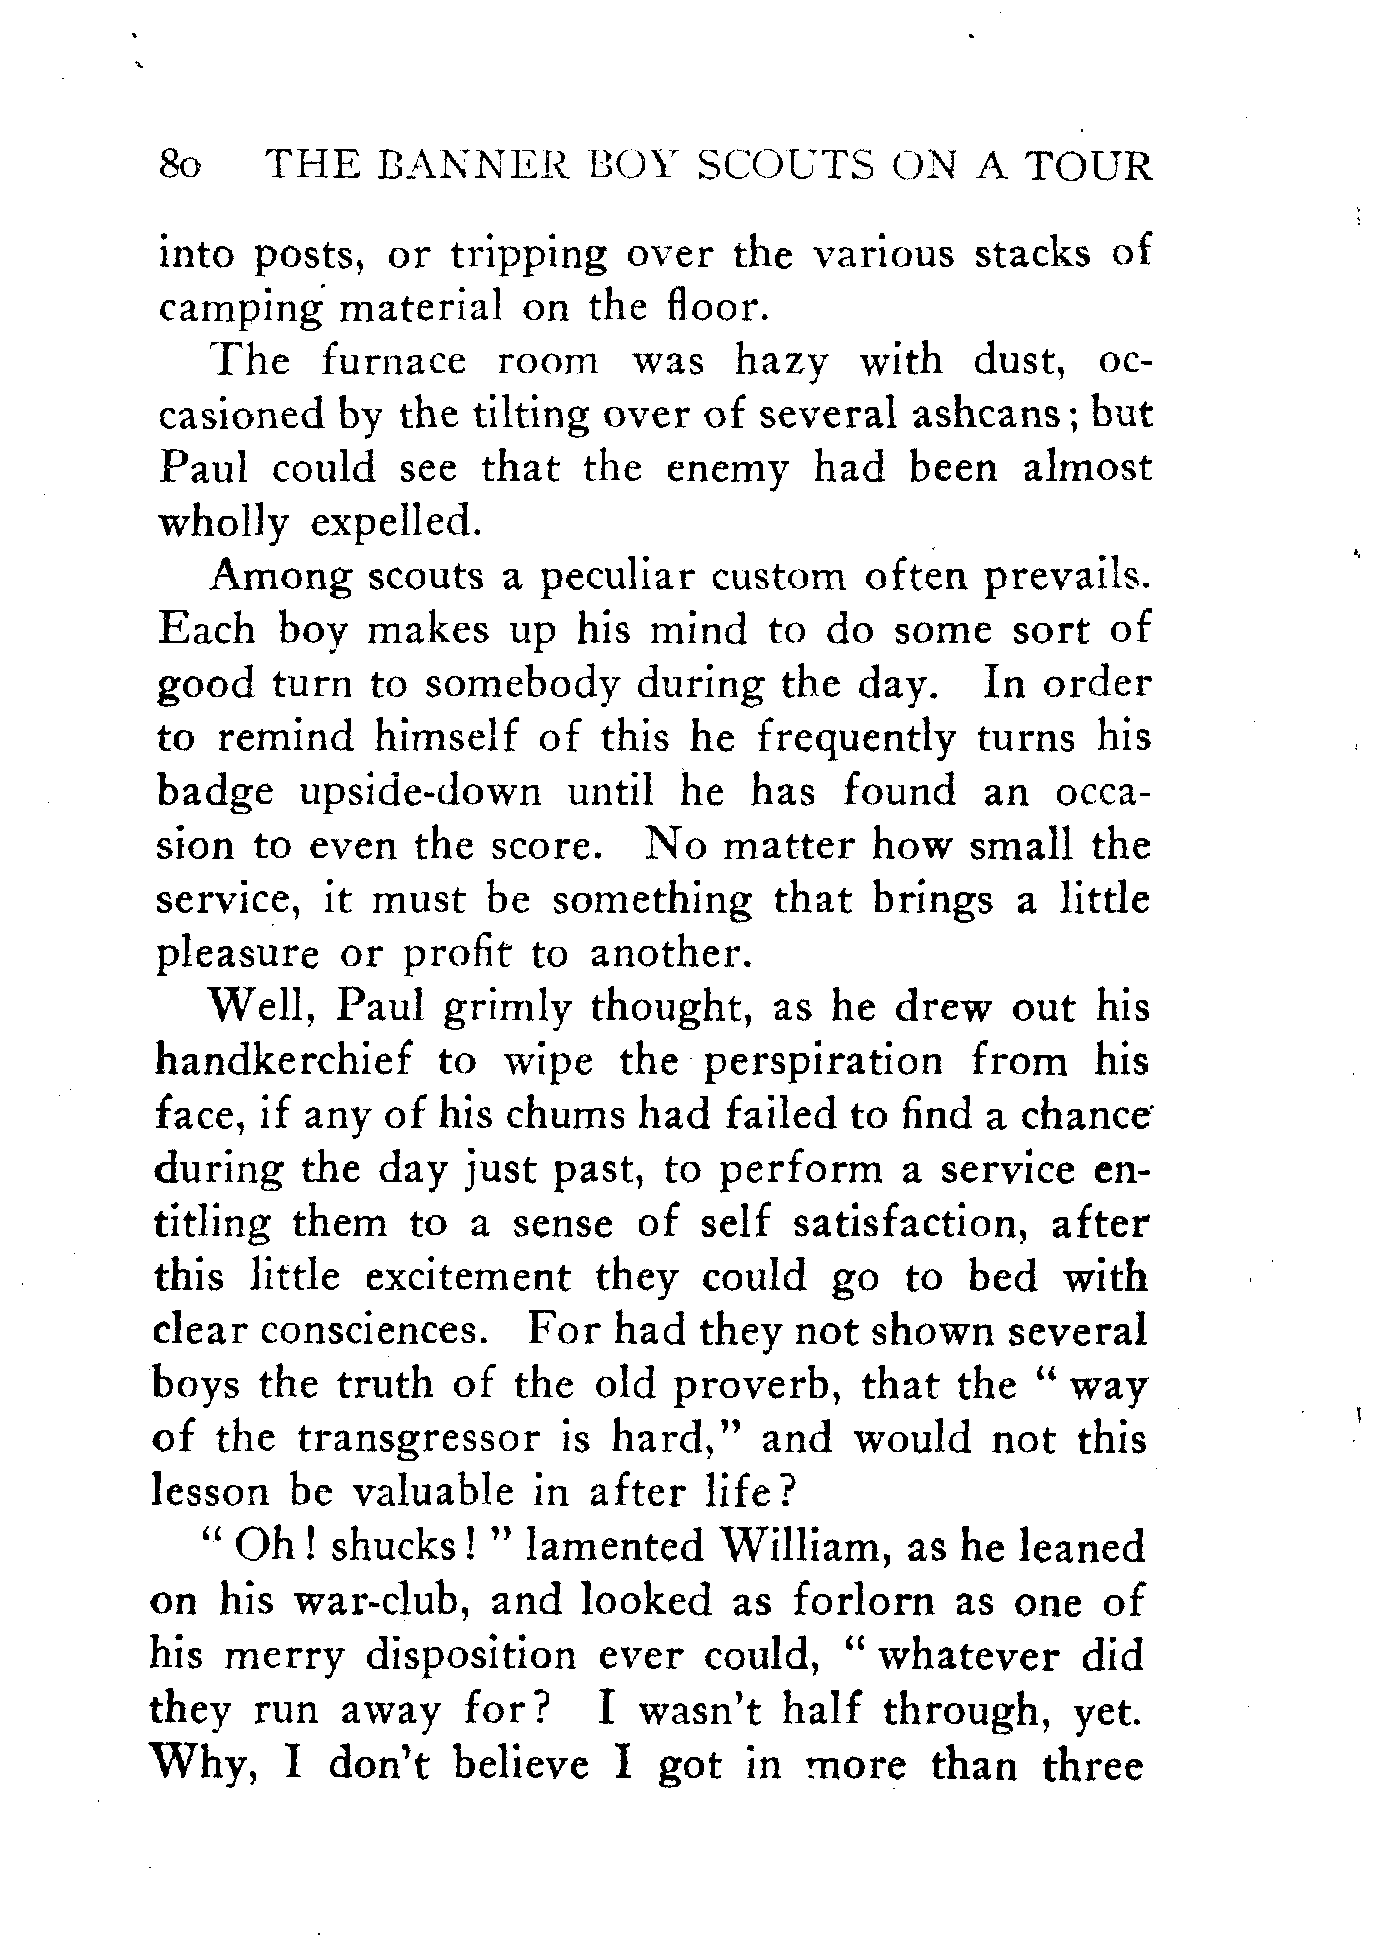 80 THE BANNER BOY SCOUTS ON A TOUR
into posts, or tripping over the various stacks of
camping material on the floor.
The furnace room was hazy with dust, oc-
casioned by the tilting over of several ashcans; but
Paul could see that the enemy had been almost
wholly expelled.
Among scouts a peculiar custom often prevails.
Each boy makes up his mind to do some sort of
good turn to somebody during the day. In order
to remind himself of this he frequently turns his
badge upside-down until he has found an occa-
sion to even the score. No matter how small the
service, it must be something that brings a little
pleasure or profit to another.
Well, Paul grimly thought, as he drew out his
handkerchief to wipe the perspiration from his
face, if any of his chums had failed to find a chance
during the day just past, to perform a service en-
titling them to a sense of self satisfaction, after
this little excitement they could go to bed with
clear consciences. For had they not shown several
boys the truth of the old proverb, that the “ way
of the transgressor is hard,” and would not this
lesson be valuable in after life?
“ Oh! shucks! ” lamented William, as he leaned
on his war-club, and looked as forlorn as one of
his merry disposition ever could, “ whatever did
they run away for? I wasn't half through, yet.
Why, I don't believe I got in more than three